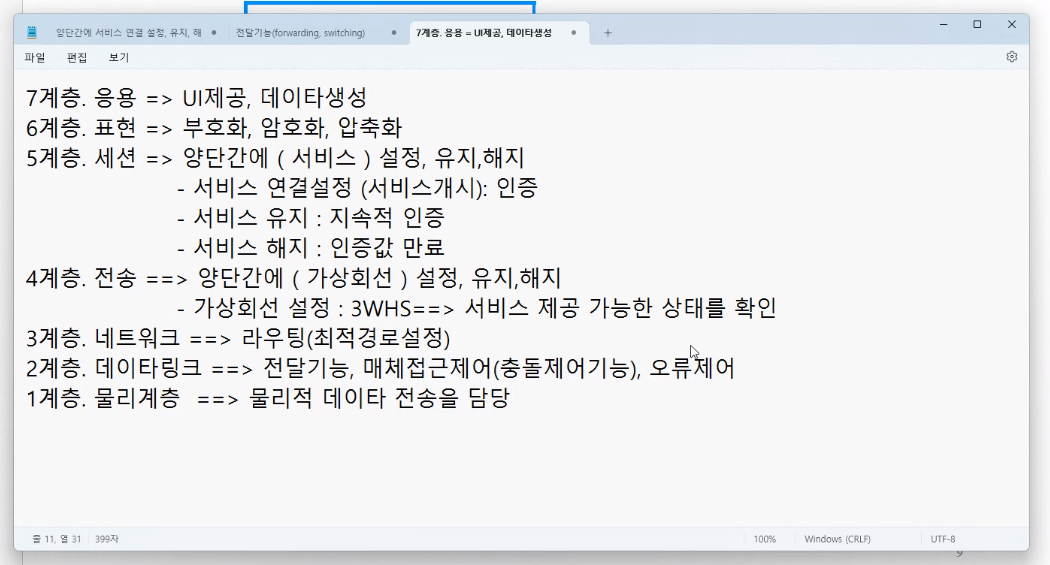 양단간에 서비스 연결 설정, 유지, 해
전달기능(forwarding, switching)
7계층. 응용 = UI제공, 데이타생성
파일 편집 보기
7계층. 응용 => UI제공, 데이타생성
6계층. 표현 => 부호화, 암호화, 압축화
5계층. 세션 => 양단간에 ( 서비스 ) 설정, 유지,해지
- 서비스 연결설정 (서비스개시): 인증
- 서비스 유지 : 지속적 인증
- 서비스 해지 : 인증값 만료
4계층. 전송 ==> 양단간에 ( 가상회선 ) 설정, 유지,해지
- 가상회선 설정 : 3WHS==> 서비스 제공 가능한 상태를 확인
3계층. 네트워크 ==> 라우팅(최적경로설정)
2계층. 데이타링크 ==> 전달기능, 매체접근제어(충돌제어기능), 오류제어
1계층. 물리계층 ==> 물리적 데이타 전송을 담당
줄 11, 열 31 399자 100% Windows (CRLF) UTF-8
9